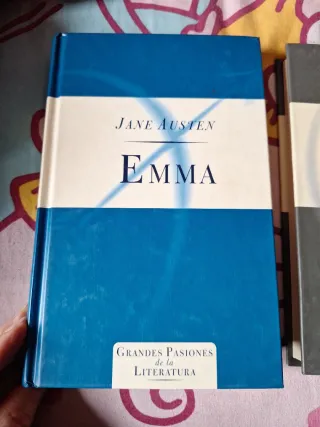 JANE AUSTEN
EMMA
GRANDES PASIONES
de la
LITERATURA